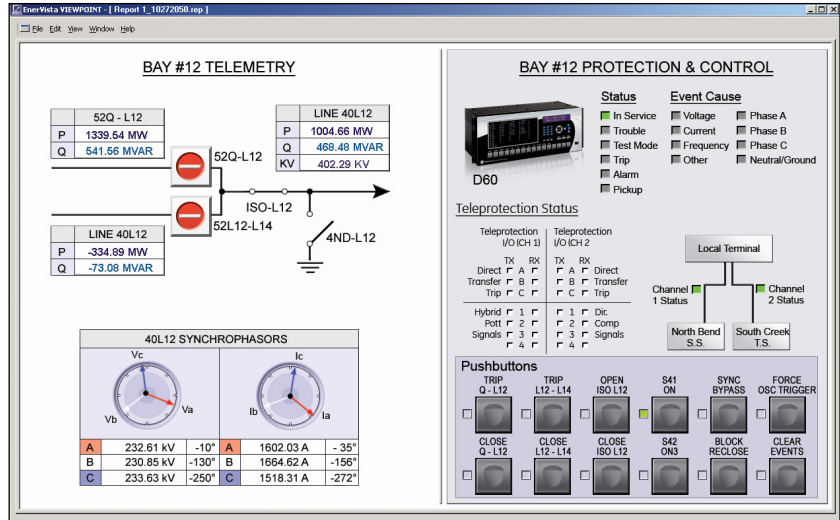 EnerVista VIEWPOINT - [ Report 1_10272050.rep ]
File Edit View Window Help
BAY #12 TELEMETRY
52Q - L12
P 1339.54 MW
Q 541.56 MVAR
LINE 40L12
P 1004.66 MW
Q 468.48 MVAR
KV 402.29 KV
52Q-L12
ISO-L12
52L12-L14
4ND-L12
LINE 40L12
P -334.89 MW
Q -73.08 MVAR
40L12 SYNCHROPHASORS
Vc Ic
Vb Va Ib Ia
A 232.61 kV -10° A 1602.03 A - 35°
B 230.85 kV -130° B 1664.62 A -156°
C 233.63 kV -250° C 1518.31 A -272°
BAY #12 PROTECTION & CONTROL
D60
Status Event Cause
In Service Voltage Phase A
Trouble Current Phase B
Test Mode Frequency Phase C
Trip Other Neutral/Ground
Alarm
Pickup
Teleprotection Status
Teleprotection Teleprotection
I/O (CH 1) I/O (CH 2
TX RX TX RX
Direct A A Direct
Transfer B B Transfer
Trip C C Trip
Hybrid 1 1 Dir.
Pott 2 2 Comp
Signals 3 3 Signals
4 4
Local Terminal
Channel 1 Status
Channel 2 Status
North Bend S.S.
South Creek T.S.
Pushbuttons
TRIP Q - L12
TRIP L12 - L14
OPEN ISO L12
S41 ON
SYNC BYPASS
FORCE OSC TRIGGER
CLOSE Q - L12
CLOSE L12 - L14
CLOSE ISO L12
S42 ON3
BLOCK RECLOSE
CLEAR EVENTS